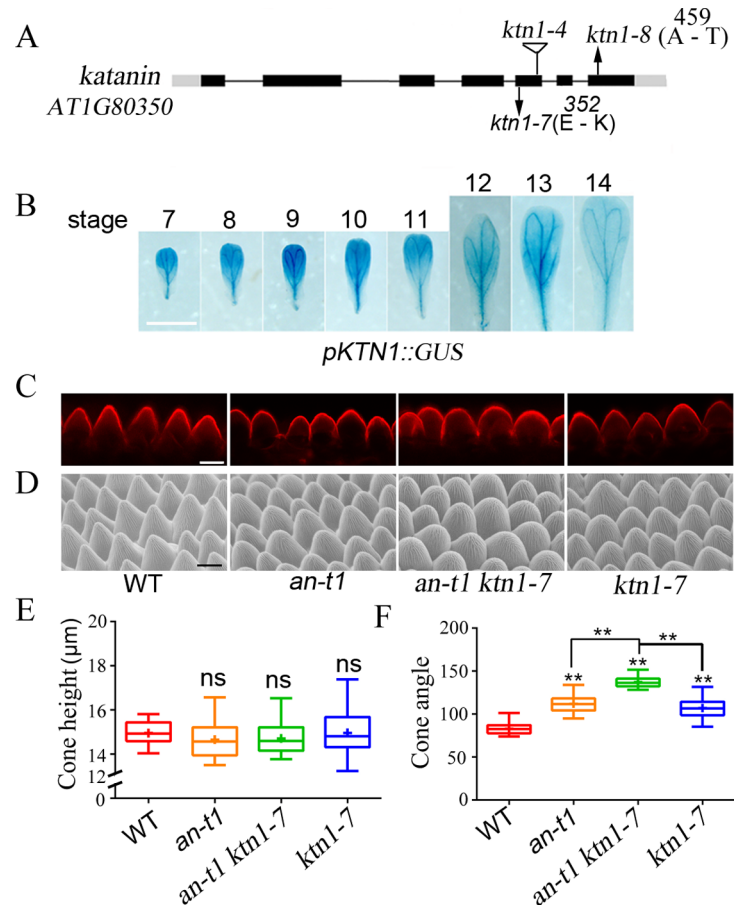 A
459
ktn1-4
ktn1-8 (A - T)
katanin
AT1G80350
352
ktn1-7(E - K)
B
stage 7 8 9 10 11 12 13 14
pKTN1::GUS
C
D
WT an-t1 an-t1 ktn1-7 ktn1-7
E
Cone height (μm)
20
18
16
14
12
0
ns ns ns
WT an-t1 an-t1 ktn1-7 ktn1-7
F
Cone angle
200
150
100
50
0
** **
** ** **
WT an-t1 an-t1 ktn1-7 ktn1-7